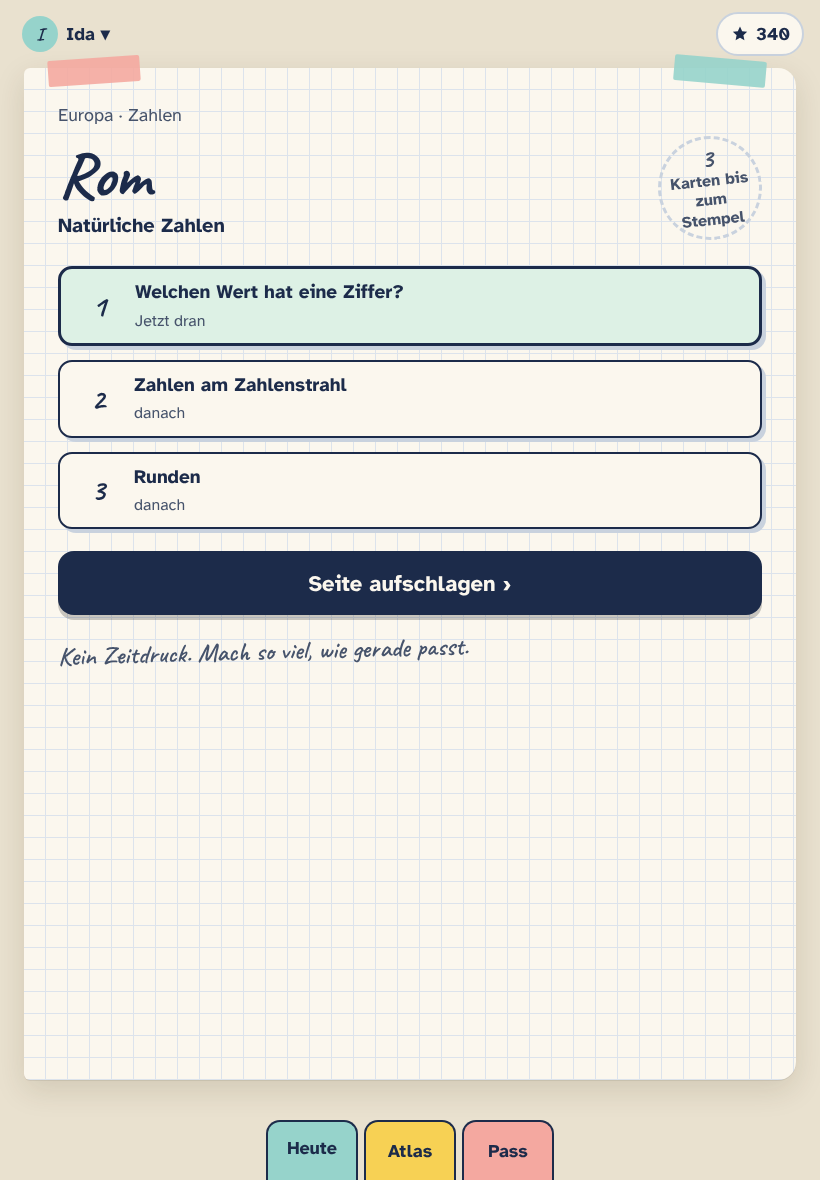 I Ida ▾
★ 340
Europa · Zahlen
Rom
Natürliche Zahlen
3
Karten bis
zum
Stempel
1 Welchen Wert hat eine Ziffer?
Jetzt dran
2 Zahlen am Zahlenstrahl
danach
3 Runden
danach
Seite aufschlagen ›
Kein Zeitdruck. Mach so viel, wie gerade passt.
Heute Atlas Pass